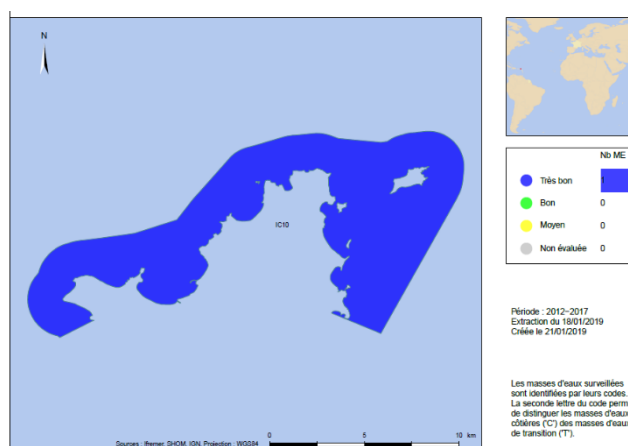 N
IC10
Nb ME
Très bon
Bon 0
Moyen 0
Non évaluée 0
Période : 2012-2017
Extraction du 18/01/2019
Créée le 21/01/2019
Les masses d'eaux surveillées
sont identifiées par leurs codes.
La seconde lettre du code perm
de distinguer les masses d'eaux
côtières ('C') des masses d'eaux
de transition ('T').
Sources : Ifremer, SHOM, IGN, Projection : WGS84
0 5 10 km